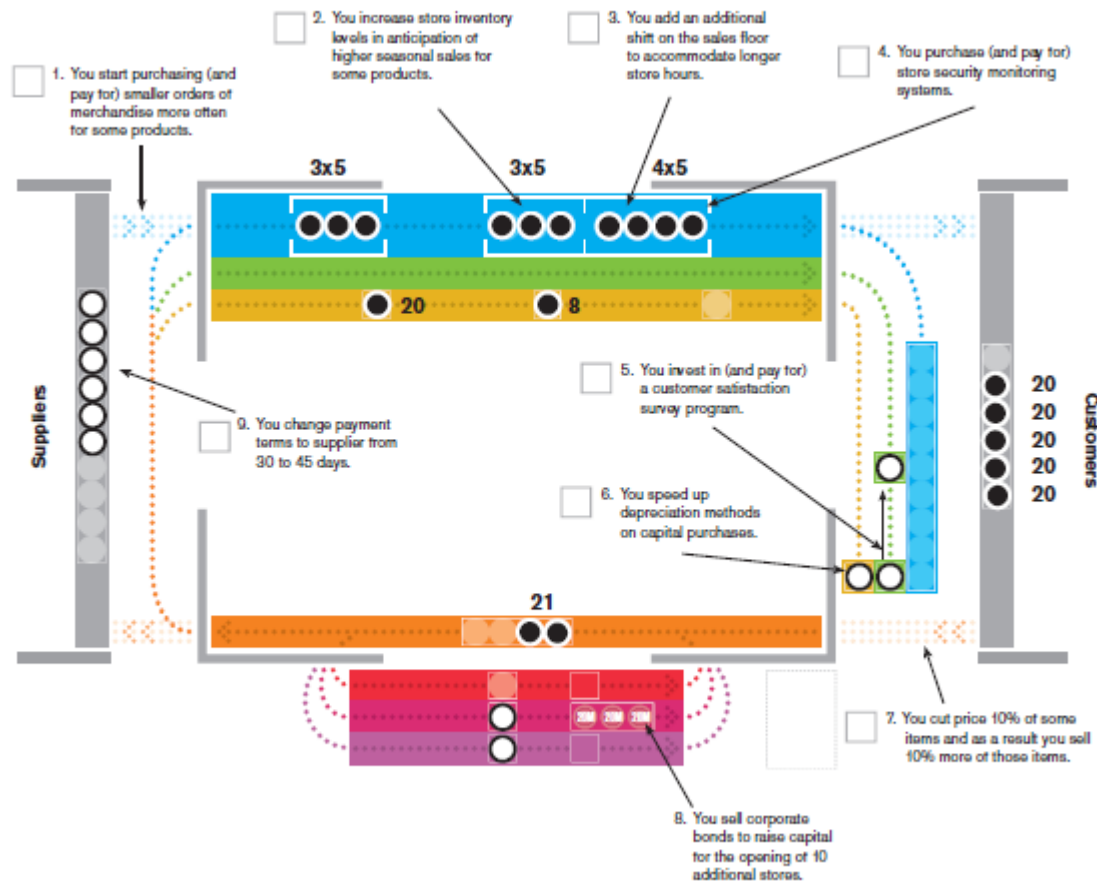 1. You start purchasing (and
pay for) smaller orders of
merchandise more often
for some products.
2. You increase store inventory
levels in anticipation of
higher seasonal sales for
some products.
3. You add an additional
shift on the sales floor
to accommodate longer
store hours.
4. You purchase (and pay for)
store security monitoring
systems.
3x5
3x5
4x5
20
8
Suppliers
9. You change payment
terms to supplier from
30 to 45 days.
5. You invest in (and pay for)
a customer satisfaction
survey program.
6. You speed up
depreciation methods
on capital purchases.
20
20
20
20
20
Customers
21
20M 20M 20M
7. You cut price 10% of some
items and as a result you sell
10% more of those items.
8. You sell corporate
bonds to raise capital
for the opening of 10
additional stores.